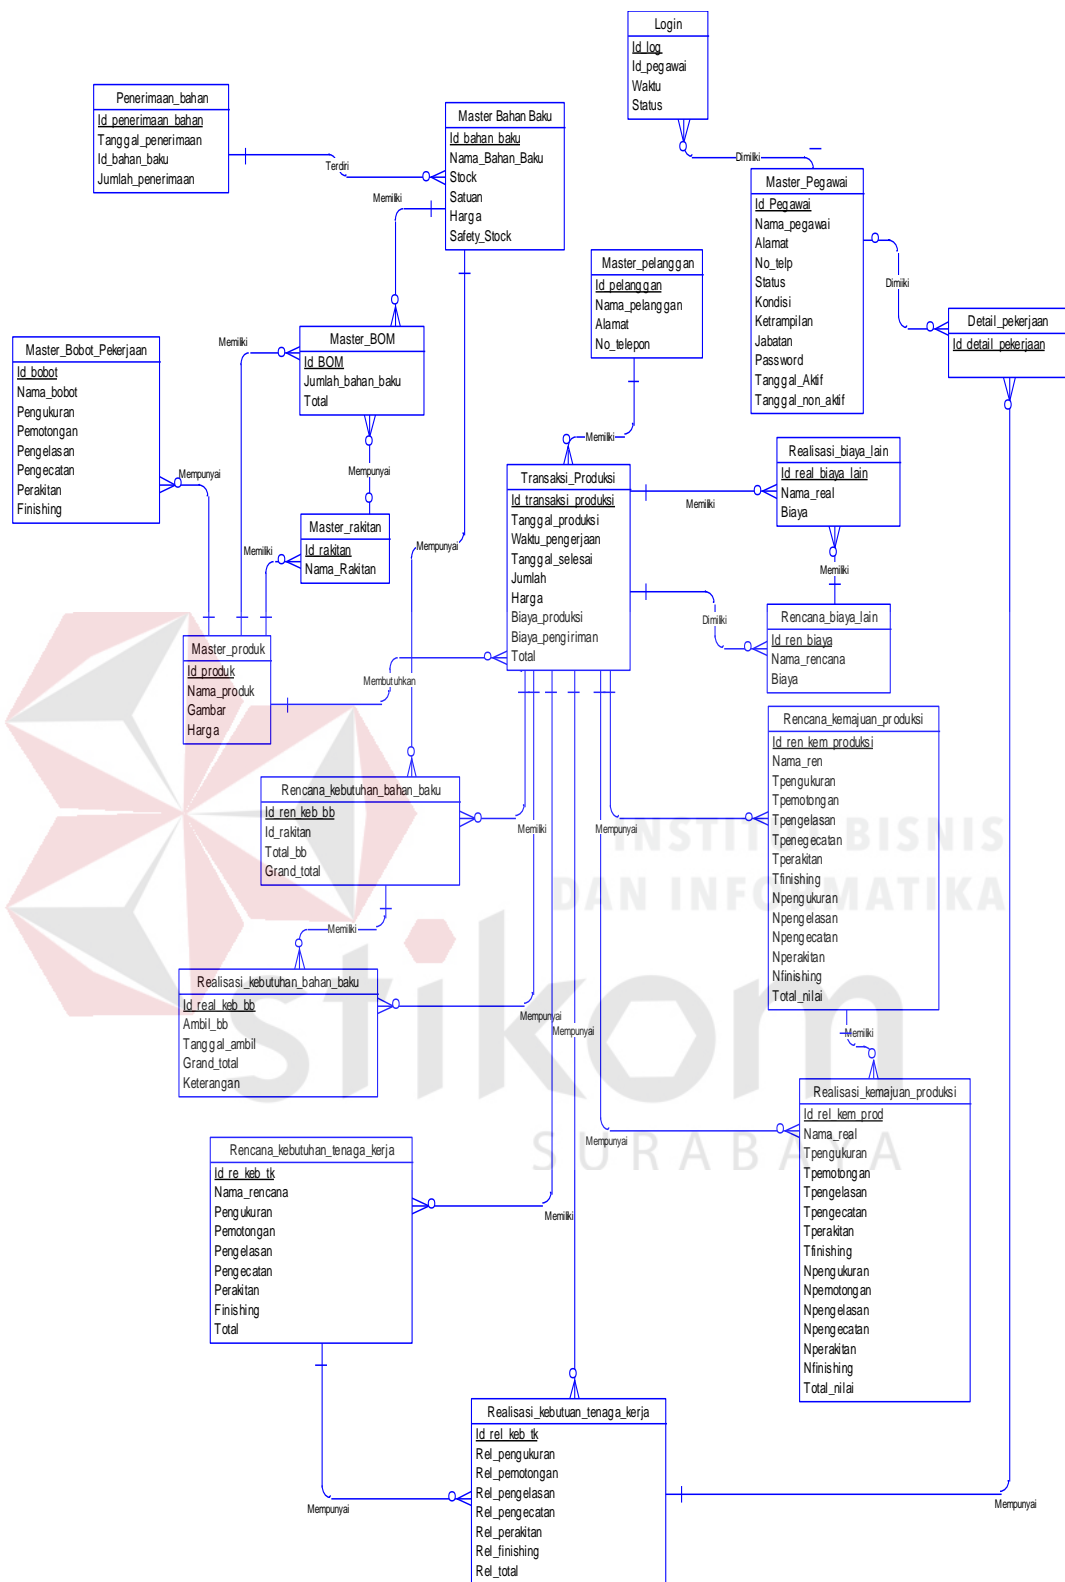 Login
Id_log
Id_pegawai
Waktu
Status
Dimiliki
Penerimaan_bahan
Id_penerimaan_bahan
Tanggal_penerimaan
Id_bahan_baku
Jumlah_penerimaan
Terdiri
Master Bahan Baku
Id_bahan_baku
Nama_Bahan_Baku
Stock
Satuan
Harga
Safety_Stock
Memiliki
Master_Pegawai
Id_Pegawai
Nama_pegawai
Alamat
No_telp
Status
Kondisi
Ketrampilan
Jabatan
Password
Tanggal_Aktif
Tanggal_non_aktif
Dimiliki
Detail_pekerjaan
Id_detail_pekerjaan
Master_pelanggan
Id_pelanggan
Nama_pelanggan
Alamat
No_telepon
Memiliki
Master_Bobot_Pekerjaan
Id_bobot
Nama_bobot
Pengukuran
Pemotongan
Pengelasan
Pengecatan
Perakitan
Finishing
Mempunyai
Memiliki
Master_BOM
Id_BOM
Jumlah_bahan_baku
Total
Mempunyai
Master_rakitan
Id_rakitan
Nama_Rakitan
Memiliki
Mempunyai
Transaksi_Produksi
Id_transaksi_produksi
Tanggal_produksi
Waktu_pengerjaan
Tanggal_selesai
Jumlah
Harga
Biaya_produksi
Biaya_pengiriman
Total
Memiliki
Realisasi_biaya_lain
Id_real_biaya_lain
Nama_real
Biaya
Memiliki
Dimiliki
Rencana_biaya_lain
Id_ren_biaya
Nama_rencana
Biaya
Master_produk
Id_produk
Nama_produk
Gambar
Harga
Membutuhkan
Rencana_kebutuhan_bahan_baku
Id_ren_keb_bb
Id_rakitan
Total_bb
Grand_total
Memiliki
Mempunyai
Rencana_kemajuan_produksi
Id_ren_kem_produksi
Nama_ren
Tpengukuran
Tpemotongan
Tpengelasan
Tpenegecatan
Tperakitan
Tfinishing
Npengukuran
Npengelasan
Npengecatan
Nperakitan
Nfinishing
Total_nilai
INSTITUT BISNIS
DAN INFORMATIKA
stikom
SURABAYA
Memiliki
Realisasi_kebutuhan_bahan_baku
Id_real_keb_bb
Ambil_bb
Tanggal_ambil
Grand_total
Keterangan
Mempunyai
Mempunyai
Memiliki
Realisasi_kemajuan_produksi
Id_rel_kem_prod
Nama_real
Tpengukuran
Tpemotongan
Tpengelasan
Tpengecatan
Tperakitan
Tfinishing
Npengukuran
Npemotongan
Npengelasan
Npengecatan
Nperakitan
Nfinishing
Total_nilai
Mempunyai
Rencana_kebutuhan_tenaga_kerja
Id_re_keb_tk
Nama_rencana
Pengukuran
Pemotongan
Pengelasan
Pengecatan
Perakitan
Finishing
Total
Memiliki
Mempunyai
Realisasi_kebutuan_tenaga_kerja
Id_rel_keb_tk
Rel_pengukuran
Rel_pemotongan
Rel_pengelasan
Rel_pengecatan
Rel_perakitan
Rel_finishing
Rel_total
Mempunyai